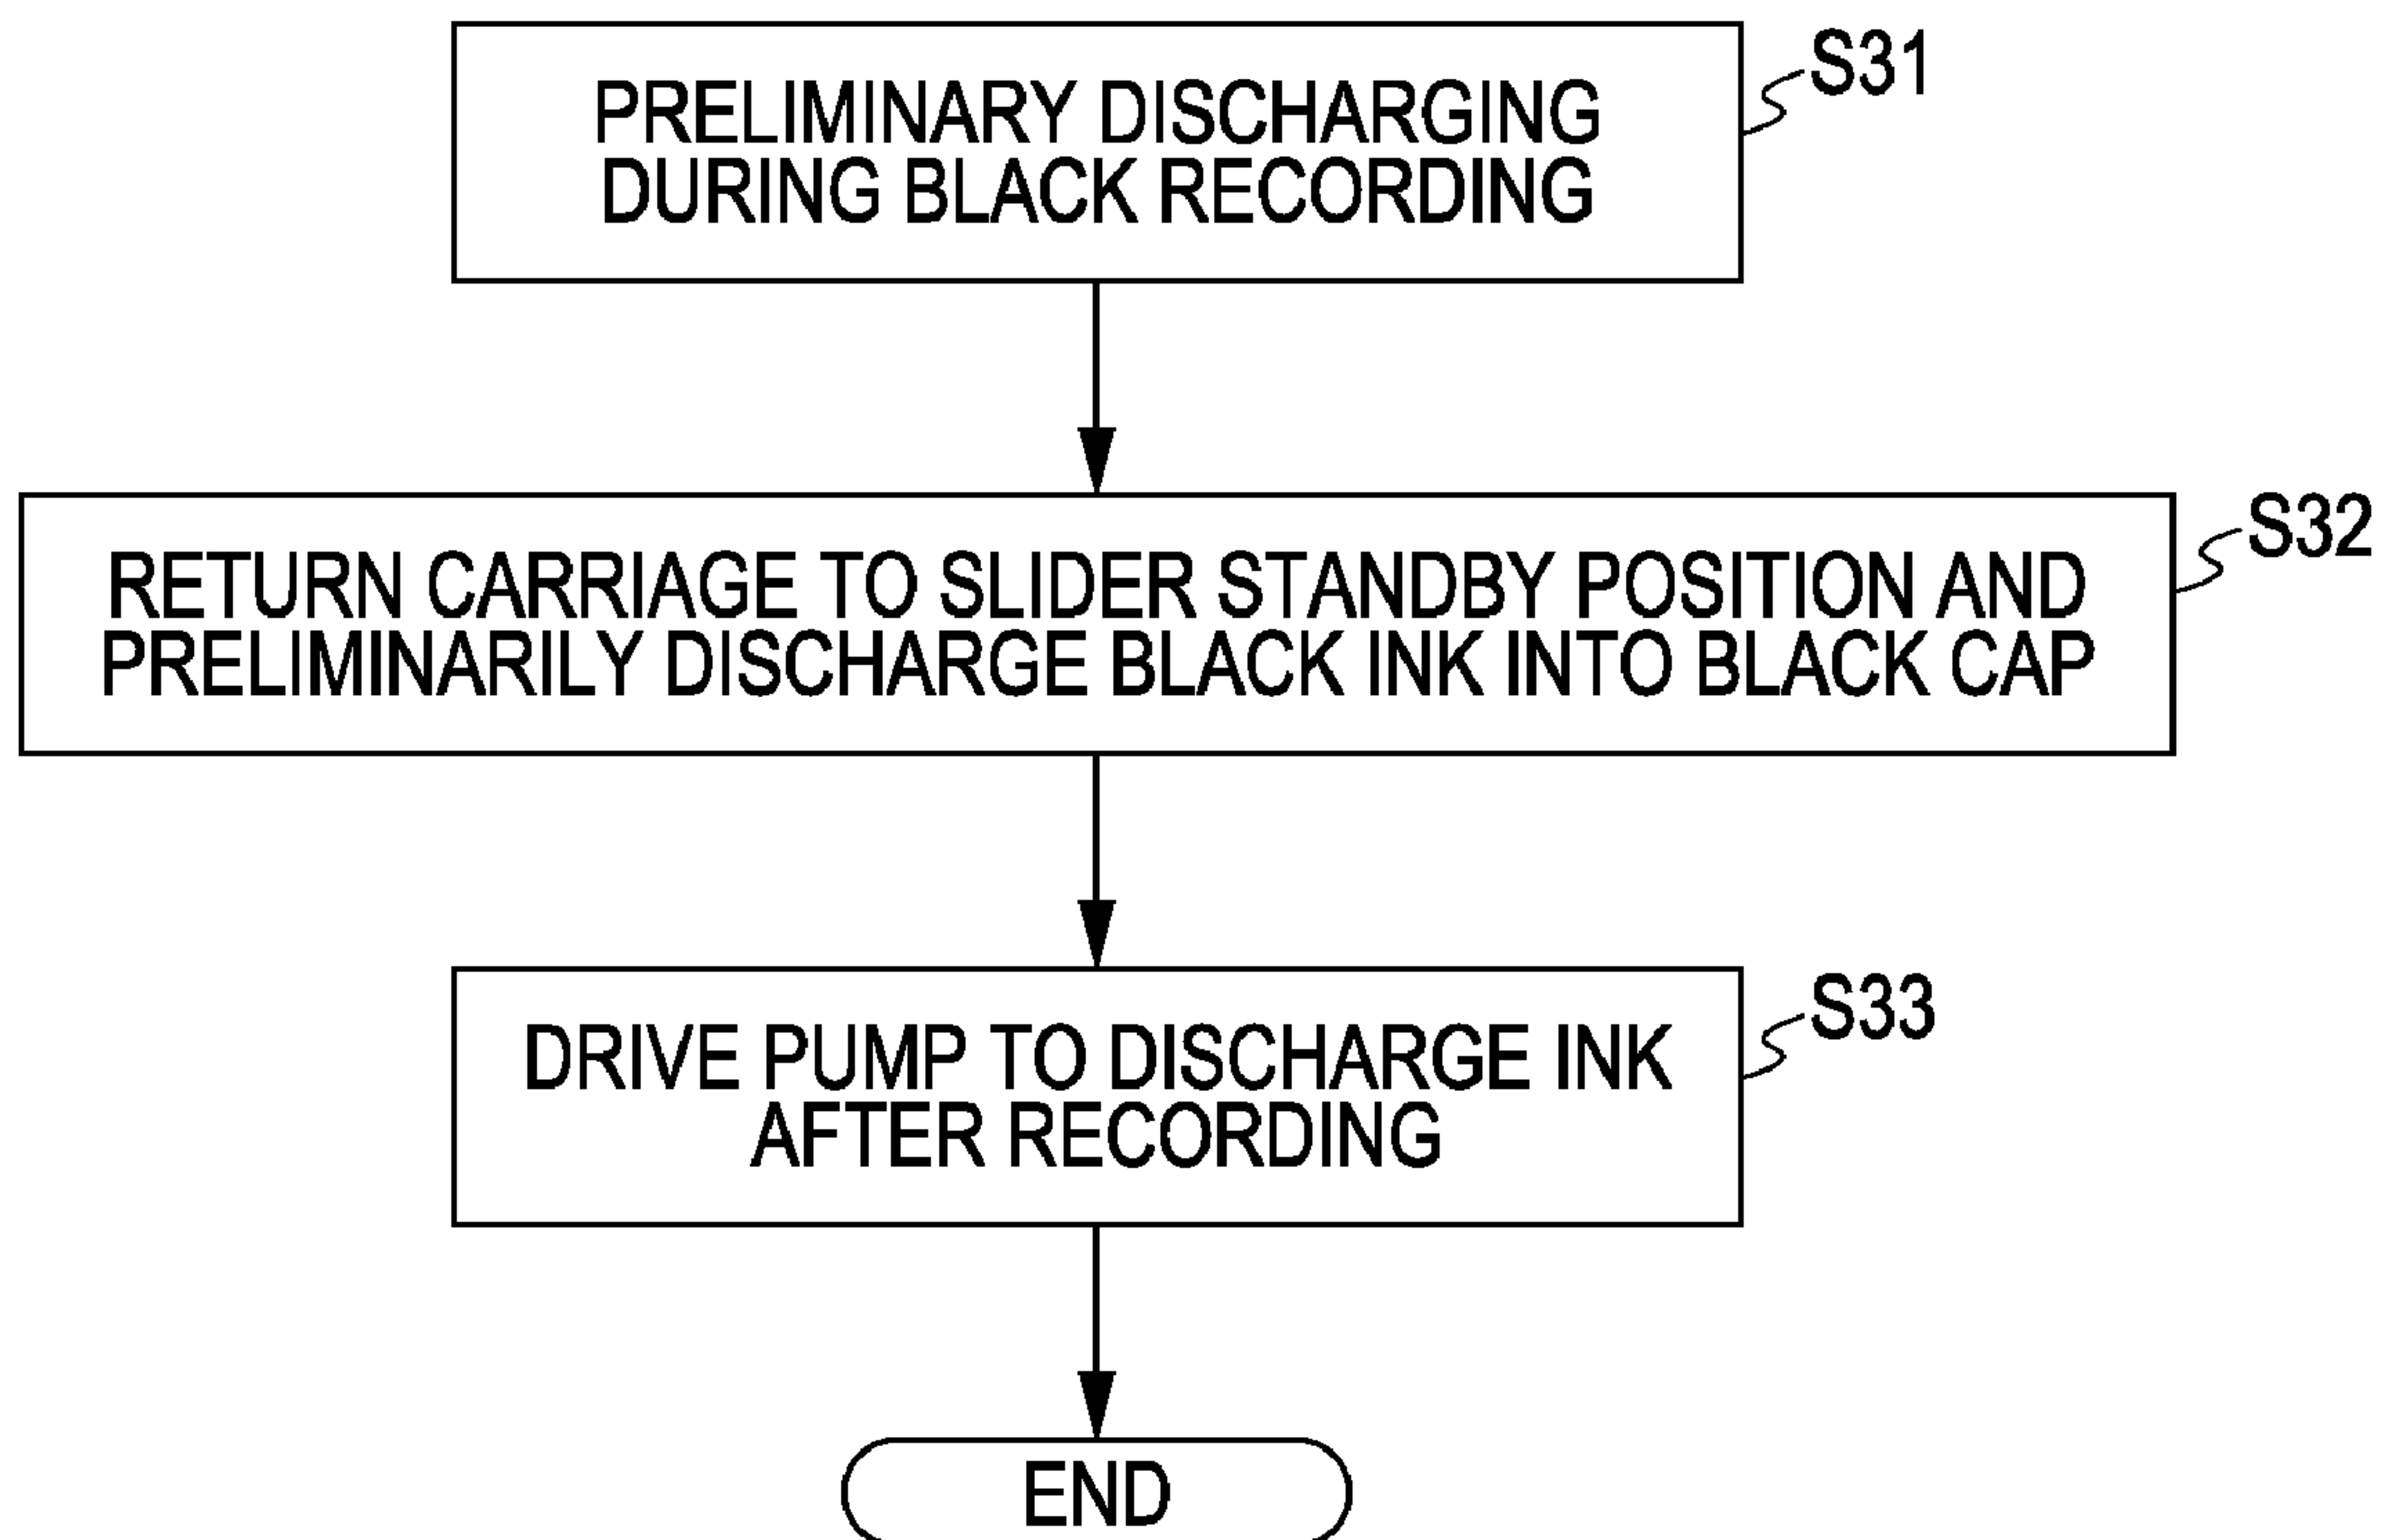 PRELIMINARY DISCHARGING
DURING BLACK RECORDING
S31
RETURN CARRIAGE TO SLIDER STANDBY POSITION AND
PRELIMINARILY DISCHARGE BLACK INK INTO BLACK CAP
S32
DRIVE PUMP TO DISCHARGE INK
AFTER RECORDING
S33
END